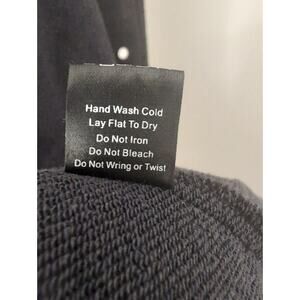 Hand Wash Cold
Lay Flat To Dry
Do Not Iron
Do Not Bleach
Do Not Wring or Twist